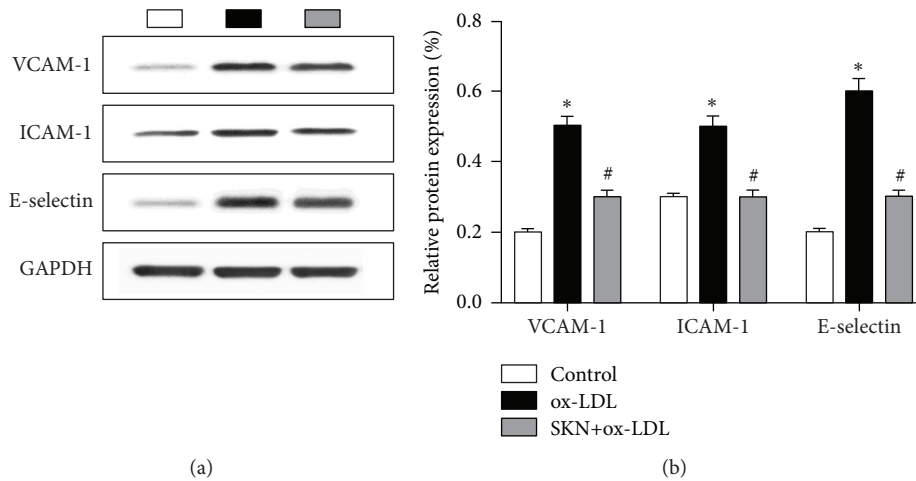 VCAM-1
ICAM-1
E-selectin
GAPDH
(a)
Relative protein expression (%)
0.8
0.6
0.4
0.2
0.0
*
#
*
#
*
#
VCAM-1
ICAM-1
E-selectin
Control
ox-LDL
SKN+ox-LDL
(b)